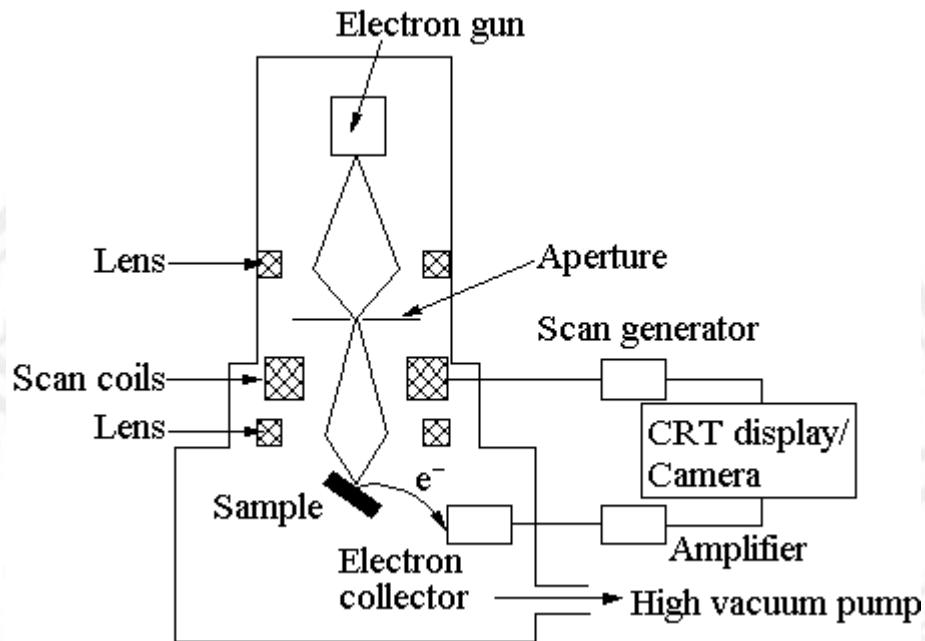 Electron gun
Lens
Aperture
Scan generator
Scan coils
Lens
CRT display/
Camera
e⁻
Sample
Electron
collector
Amplifier
High vacuum pump